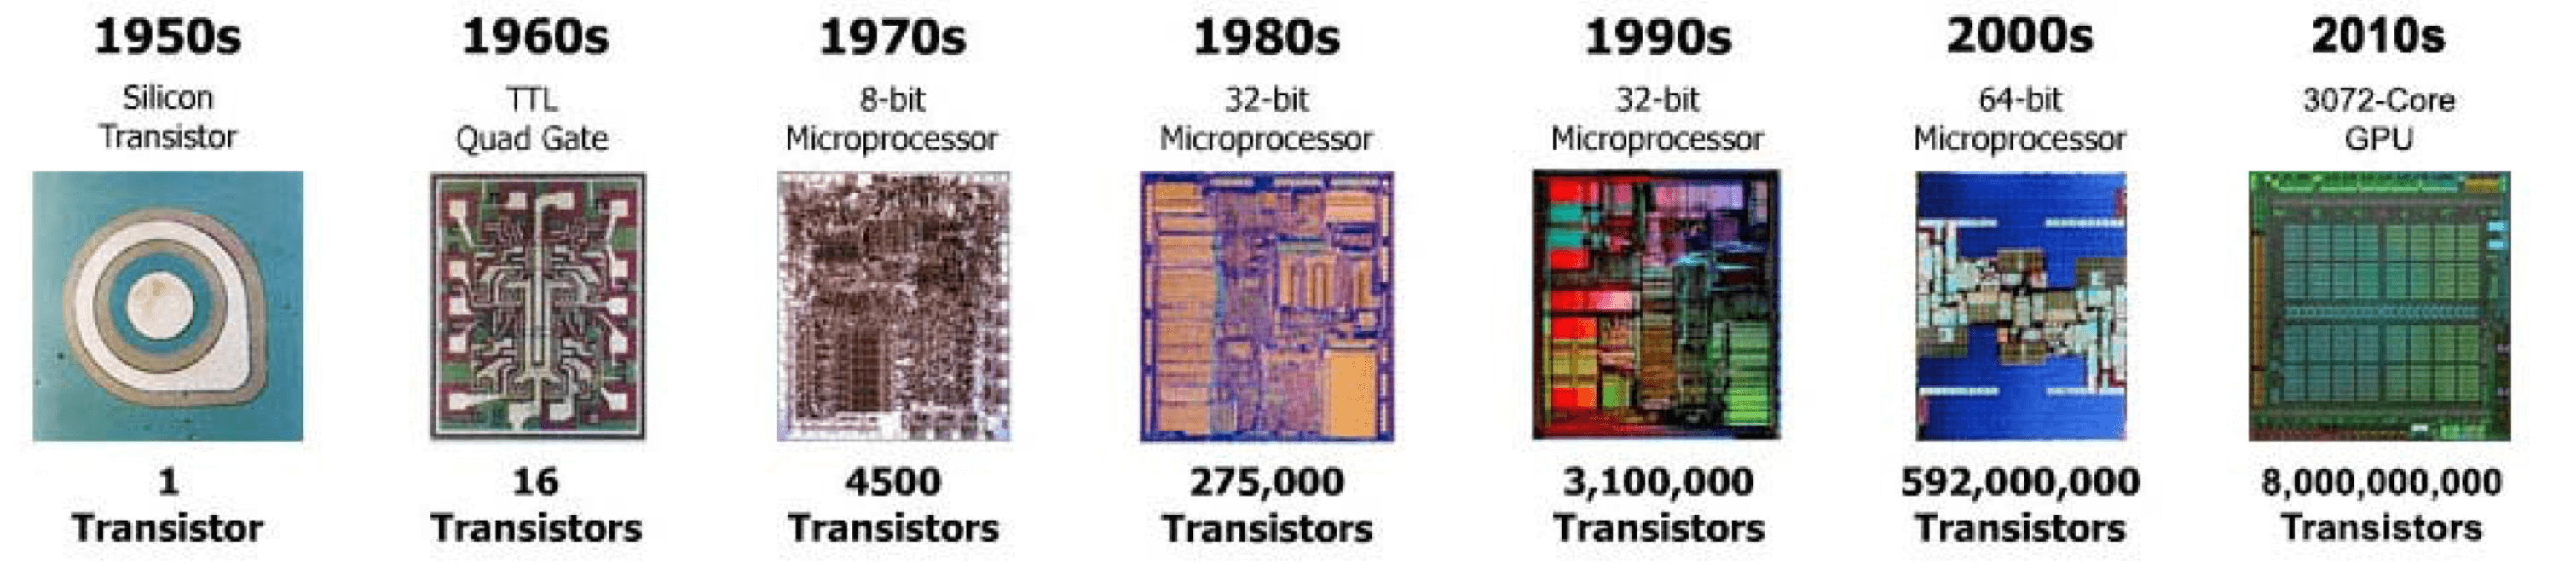 1950s
Silicon
Transistor
1
Transistor
1960s
TTL
Quad Gate
16
Transistors
1970s
8-bit
Microprocessor
4500
Transistors
1980s
32-bit
Microprocessor
275,000
Transistors
1990s
32-bit
Microprocessor
3,100,000
Transistors
2000s
64-bit
Microprocessor
592,000,000
Transistors
2010s
3072-Core
GPU
8,000,000,000
Transistors